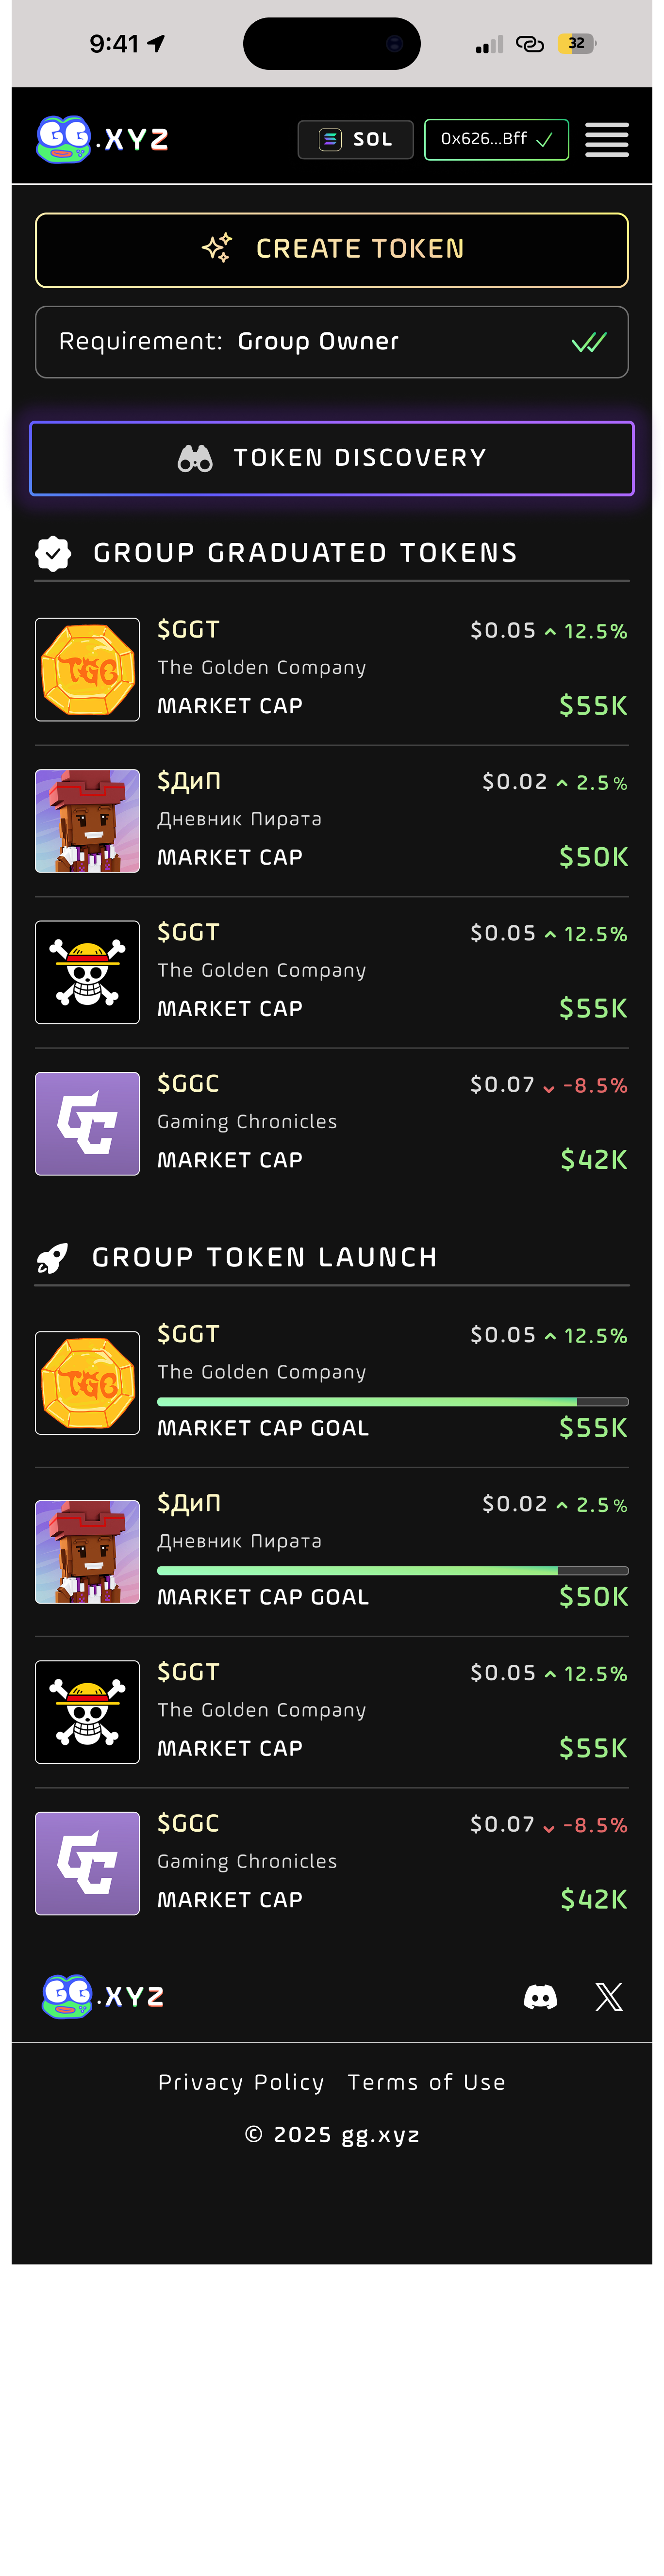 9:41
32
GG.XYZ
SOL
0x626...Bff
CREATE TOKEN
Requirement: Group Owner
TOKEN DISCOVERY
GROUP GRADUATED TOKENS
TGC
$GGT
$0.05 12.5%
The Golden Company
MARKET CAP
$55K
$ДиП
$0.02 2.5%
Дневник Пирата
MARKET CAP
$50K
$GGT
$0.05 12.5%
The Golden Company
MARKET CAP
$55K
GC
$GGC
$0.07 -8.5%
Gaming Chronicles
MARKET CAP
$42K
GROUP TOKEN LAUNCH
TGC
$GGT
$0.05 12.5%
The Golden Company
MARKET CAP GOAL
$55K
$ДиП
$0.02 2.5%
Дневник Пирата
MARKET CAP GOAL
$50K
$GGT
$0.05 12.5%
The Golden Company
MARKET CAP
$55K
GC
$GGC
$0.07 -8.5%
Gaming Chronicles
MARKET CAP
$42K
GG.XYZ
Privacy Policy Terms of Use
© 2025 gg.xyz